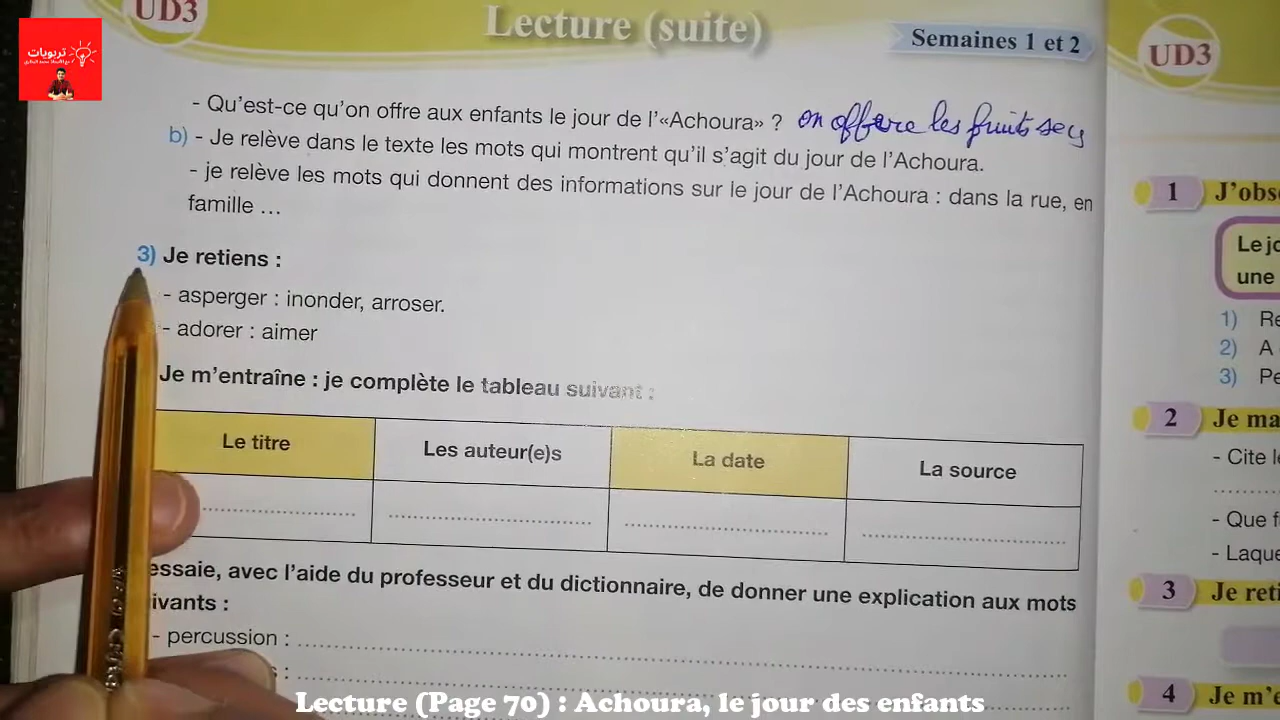 تربويات
UD3
Lecture (suite)
Semaines 1 et 2
UD3
- Qu'est-ce qu'on offre aux enfants le jour de l'«Achoura» ? on offere les fruits secs
b) - Je relève dans le texte les mots qui montrent qu'il s'agit du jour de l'Achoura.
- je relève les mots qui donnent des informations sur le jour de l'Achoura : dans la rue, en
famille ...
3) Je retiens :
- asperger : inonder, arroser.
- adorer : aimer
Je m'entraîne : je complète le tableau suivant :
Le titre
Les auteur(e)s
La date
La source
essaie, avec l'aide du professeur et du dictionnaire, de donner une explication aux mots
ivants :
- percussion :
1 J'obs
Le jo
une
1) Re
2) A
3) Pe
2 Je ma
- Cite l
- Que f
- Laque
3 Je reti
4 Je m'e
Lecture (Page 70) : Achoura, le jour des enfants